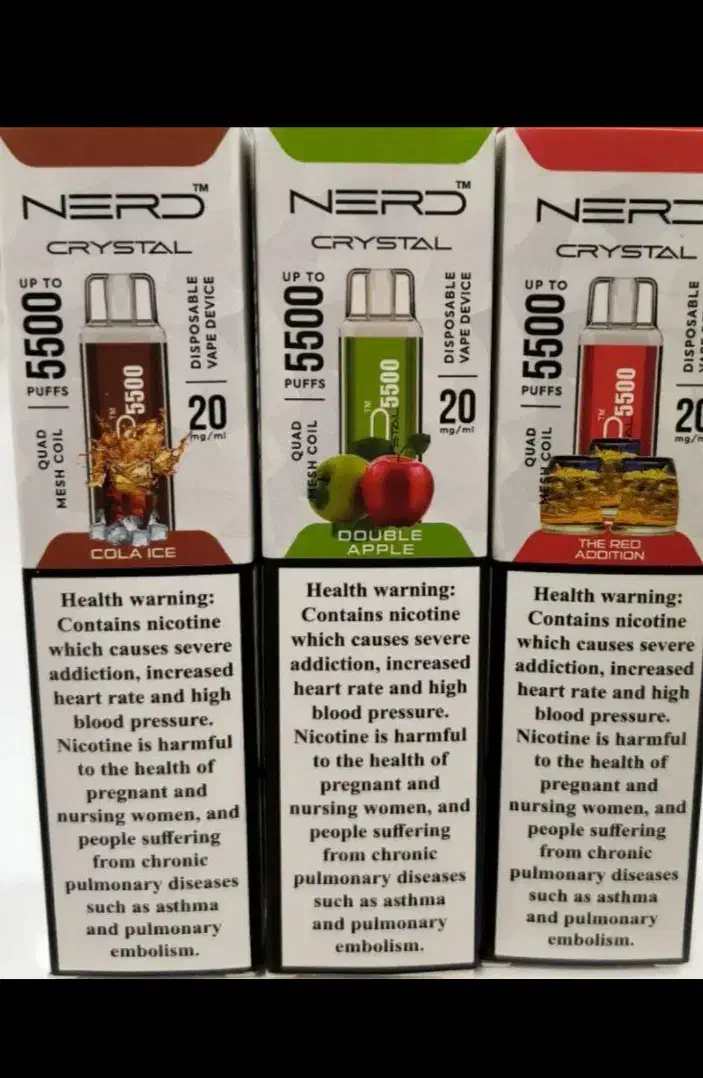 NERD™
CRYSTAL
UP TO
5500
PUFFS
QUAD
MESH COIL
DISPOSABLE
VAPE DEVICE
20
mg/ml
5500
COLA ICE
Health warning:
Contains nicotine
which causes severe
addiction, increased
heart rate and high
blood pressure.
Nicotine is harmful
to the health of
pregnant and
nursing women, and
people suffering
from chronic
pulmonary diseases
such as asthma
and pulmonary
embolism.
NERD™
CRYSTAL
UP TO
5500
PUFFS
QUAD
MESH COIL
DISPOSABLE
VAPE DEVICE
20
mg/ml
5500
DOUBLE
APPLE
Health warning:
Contains nicotine
which causes severe
addiction, increased
heart rate and high
blood pressure.
Nicotine is harmful
to the health of
pregnant and
nursing women, and
people suffering
from chronic
pulmonary diseases
such as asthma
and pulmonary
embolism.
NERD
CRYSTAL
UP TO
5500
PUFFS
QUAD
MESH COIL
DISPOSABLE
VAPE DEVICE
20
mg/ml
5500
THE RED
ADDITION
Health warning:
Contains nicotine
which causes severe
addiction, increased
heart rate and high
blood pressure.
Nicotine is harmful
to the health of
pregnant and
nursing women, and
people suffering
from chronic
pulmonary diseases
such as asthma
and pulmonary
embolism.